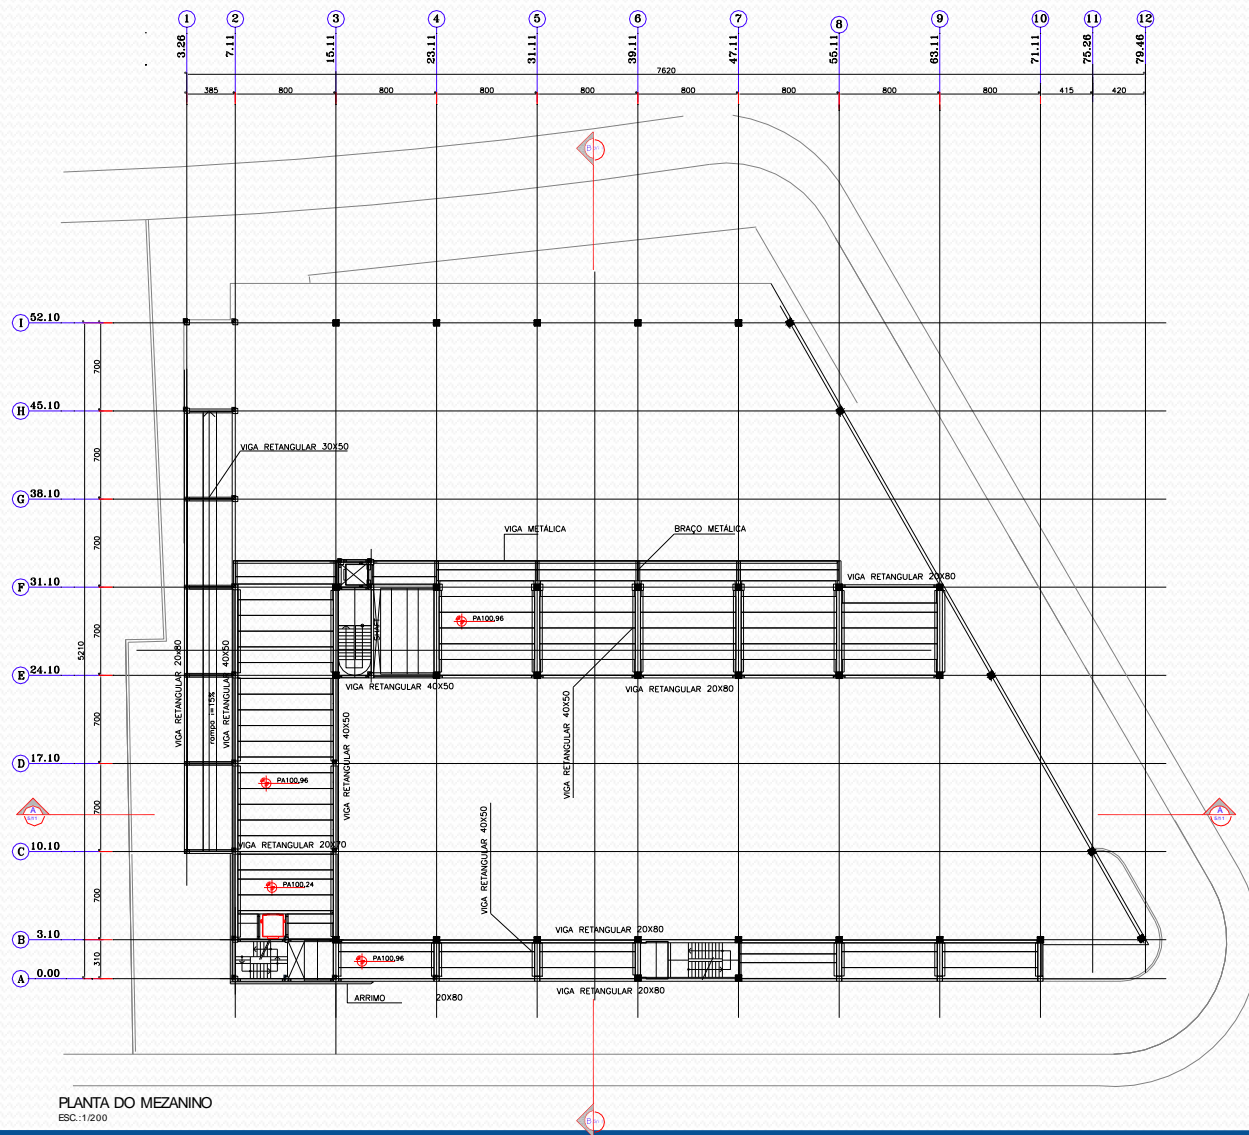 1 2 3 4 5 6 7 8 9 10 11 12
3.26 7.11 15.11 23.11 31.11 39.11 47.11 55.11 63.11 71.11 75.26 79.46
7620
385 800 800 800 800 800 800 800 800 415 420
B
I 52.10
700
H 45.10
VIGA RETANGULAR 30X50
700
G 38.10
VIGA METÁLICA
BRAÇO METÁLICA
700
F 31.10
VIGA RETANGULAR 20X80
PA100,96
SHAFT
700
5210
E 24.10
VIGA RETANGULAR 40X50
VIGA RETANGULAR 20X80
VIGA RETANGULAR 20x80
rampa i=15%
VIGA RETANGULAR 40X50
VIGA RETANGULAR 40X50
VIGA RETANGULAR 40X50
700
D 17.10
PA100,96
A
A
700
C 10.10
VIGA RETANGULAR 20X70
VIGA RETANGULAR 40X50
PA100,24
700
B 3.10
VIGA RETANGULAR 20X80
310
PA100,96
A 0.00
VIGA RETANGULAR 20X80
ARRIMO 20X80
PLANTA DO MEZANINO
ESC.:1/200
B